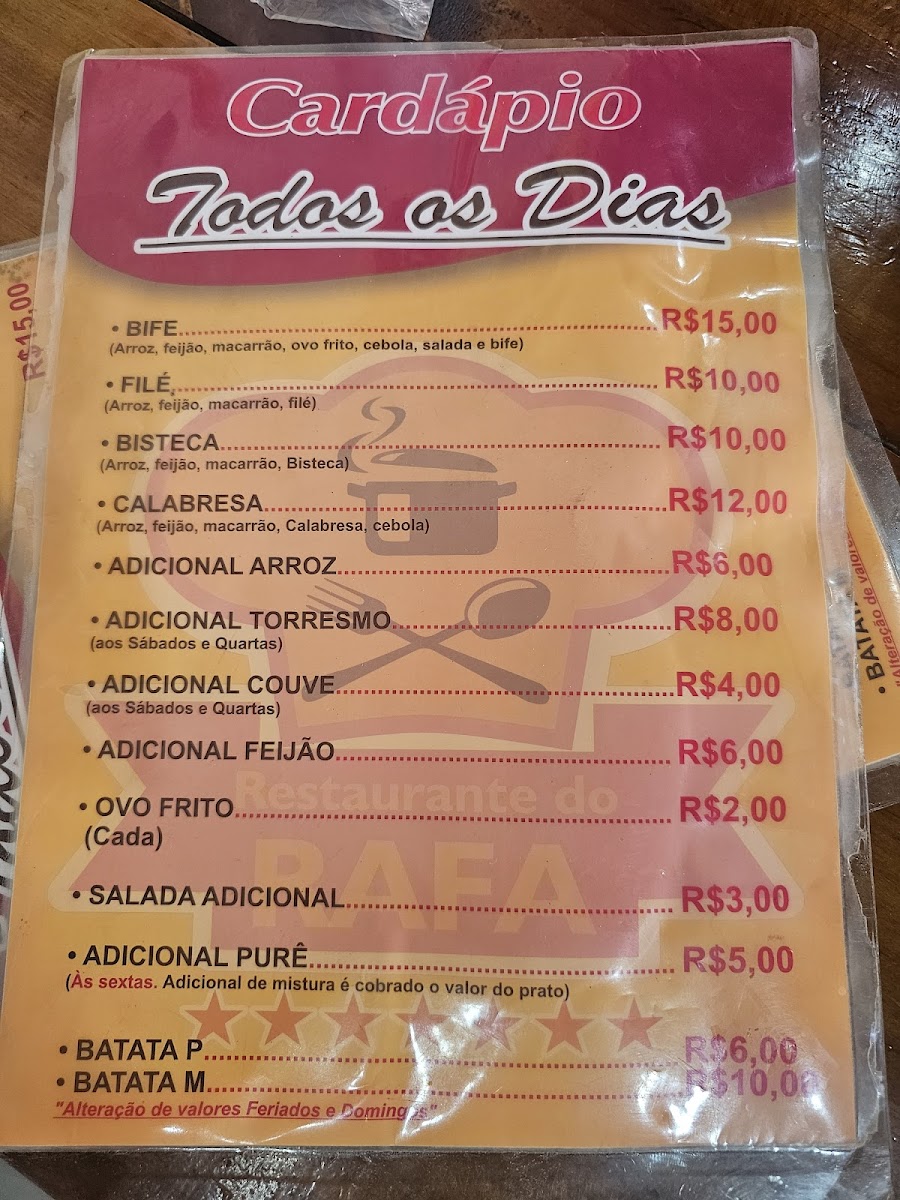 Cardápio
Todos os Dias
• BIFE........R$15,00
(Arroz, feijão, macarrão, ovo frito, cebola, salada e bife)
• FILÉ........R$10,00
(Arroz, feijão, macarrão, filé)
• BISTECA........R$10,00
(Arroz, feijão, macarrão, Bisteca)
• CALABRESA........R$12,00
(Arroz, feijão, macarrão, Calabresa, cebola)
• ADICIONAL ARROZ........R$6,00
• ADICIONAL TORRESMO........R$8,00
(aos Sábados e Quartas)
• ADICIONAL COUVE........R$4,00
(aos Sábados e Quartas)
• ADICIONAL FEIJÃO........R$6,00
• OVO FRITO........R$2,00
(Cada)
• SALADA ADICIONAL........R$3,00
• ADICIONAL PURÊ........R$5,00
(Às sextas. Adicional de mistura é cobrado o valor do prato)
• BATATA P........R$6,00
• BATATA M........R$10,00
"Alteração de valores Feriados e Domingos"
Restaurante do
RAFA
R$15,00
"Alteração de valores